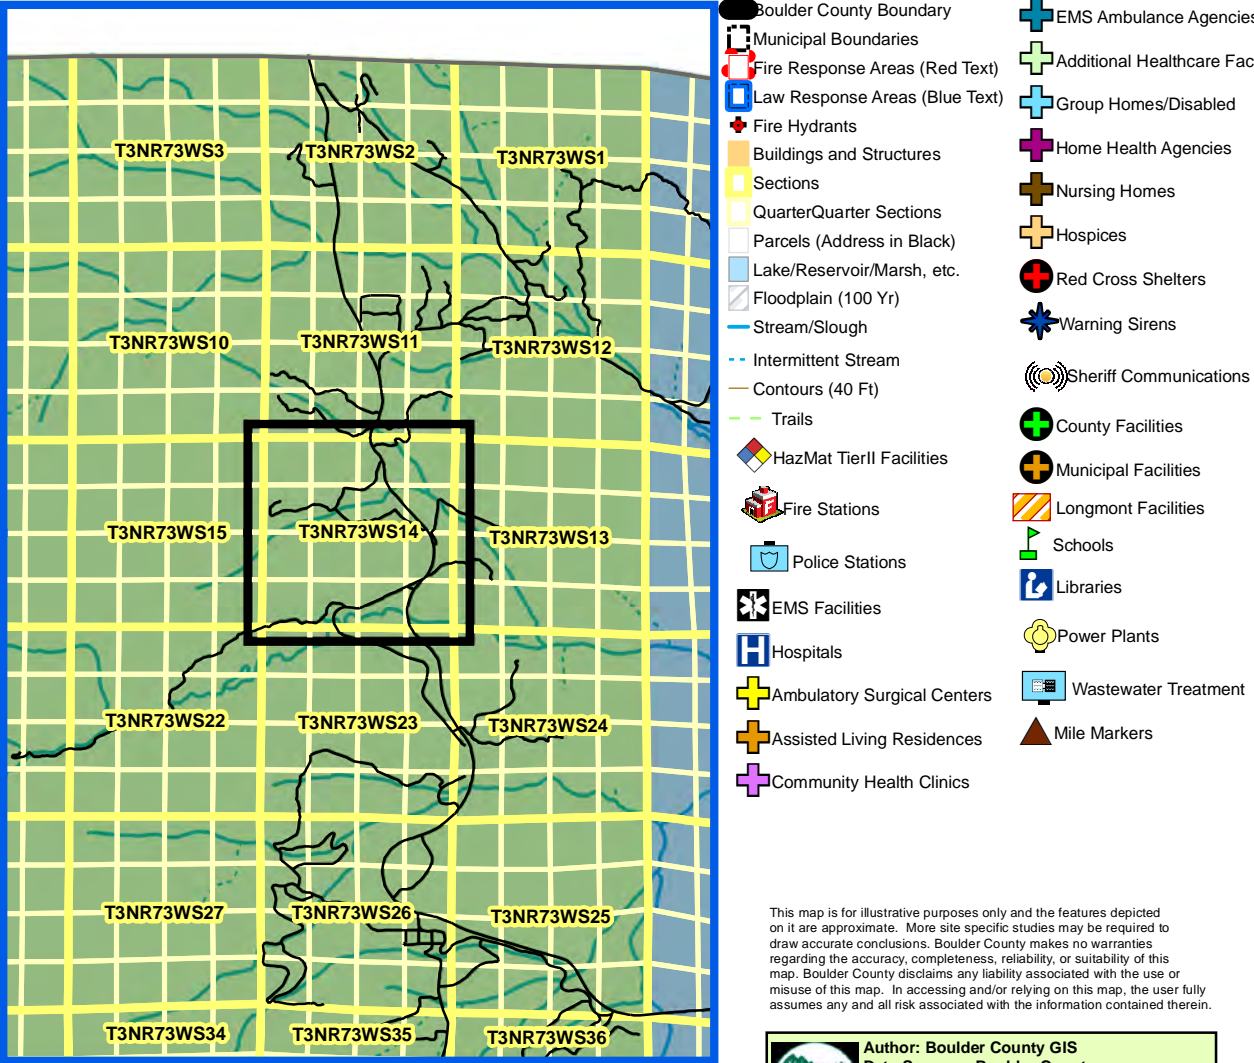 T3NR73WS3
T3NR73WS2
T3NR73WS1
T3NR73WS10
T3NR73WS11
T3NR73WS12
T3NR73WS15
T3NR73WS14
T3NR73WS13
T3NR73WS22
T3NR73WS23
T3NR73WS24
T3NR73WS27
T3NR73WS26
T3NR73WS25
T3NR73WS34
T3NR73WS35
T3NR73WS36
Boulder County Boundary
Municipal Boundaries
Fire Response Areas (Red Text)
Law Response Areas (Blue Text)
Fire Hydrants
Buildings and Structures
Sections
QuarterQuarter Sections
Parcels (Address in Black)
Lake/Reservoir/Marsh, etc.
Floodplain (100 Yr)
Stream/Slough
Intermittent Stream
Contours (40 Ft)
Trails
HazMat TierII Facilities
Fire Stations
Police Stations
EMS Facilities
H Hospitals
Ambulatory Surgical Centers
Assisted Living Residences
Community Health Clinics
EMS Ambulance Agencies
Additional Healthcare Fac
Group Homes/Disabled
Home Health Agencies
Nursing Homes
Hospices
Red Cross Shelters
Warning Sirens
Sheriff Communications
County Facilities
Municipal Facilities
Longmont Facilities
Schools
Libraries
Power Plants
Wastewater Treatment
Mile Markers
This map is for illustrative purposes only and the features depicted
on it are approximate. More site specific studies may be required to
draw accurate conclusions. Boulder County makes no warranties
regarding the accuracy, completeness, reliability, or suitability of this
map. Boulder County disclaims any liability associated with the use or
misuse of this map. In accessing and/or relying on this map, the user fully
assumes any and all risk associated with the information contained therein.
Author: Boulder County GIS